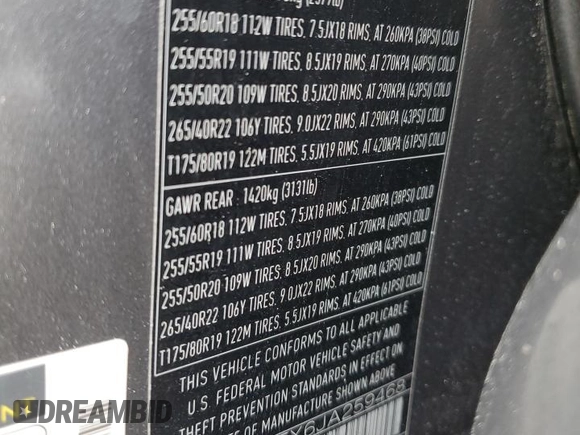 255/60R18 112W TIRES, 7.5JX18 RIMS, AT 260KPA (38PSI) COLD
255/55R19 111W TIRES, 8.5JX19 RIMS, AT 270KPA (40PSI) COLD
255/50R20 109W TIRES, 8.5JX20 RIMS, AT 290KPA (43PSI) COLD
265/40R22 106Y TIRES, 9.0JX22 RIMS, AT 290KPA (43PSI) COLD
T175/80R19 122M TIRES, 5.5JX19 RIMS, AT 420KPA (61PSI) COLD
GAWR REAR : 1420kg (3131lb)
255/60R18 112W TIRES, 7.5JX18 RIMS, AT 260KPA (38PSI) COLD
255/55R19 111W TIRES, 8.5JX19 RIMS, AT 270KPA (40PSI) COLD
255/50R20 109W TIRES, 8.5JX20 RIMS, AT 290KPA (43PSI) COLD
265/40R22 106Y TIRES, 9.0JX22 RIMS, AT 290KPA (43PSI) COLD
T175/80R19 122M TIRES, 5.5JX19 RIMS, AT 420KPA (61PSI) COLD
THIS VEHICLE CONFORMS TO ALL APPLICABLE
U.S FEDERAL MOTOR VEHICLE SAFETY AND
THEFT PREVENTION STANDARDS IN EFFECT
OF MANUFACTURE SHOWN ABOVE
X6JA259468
DREAMBID